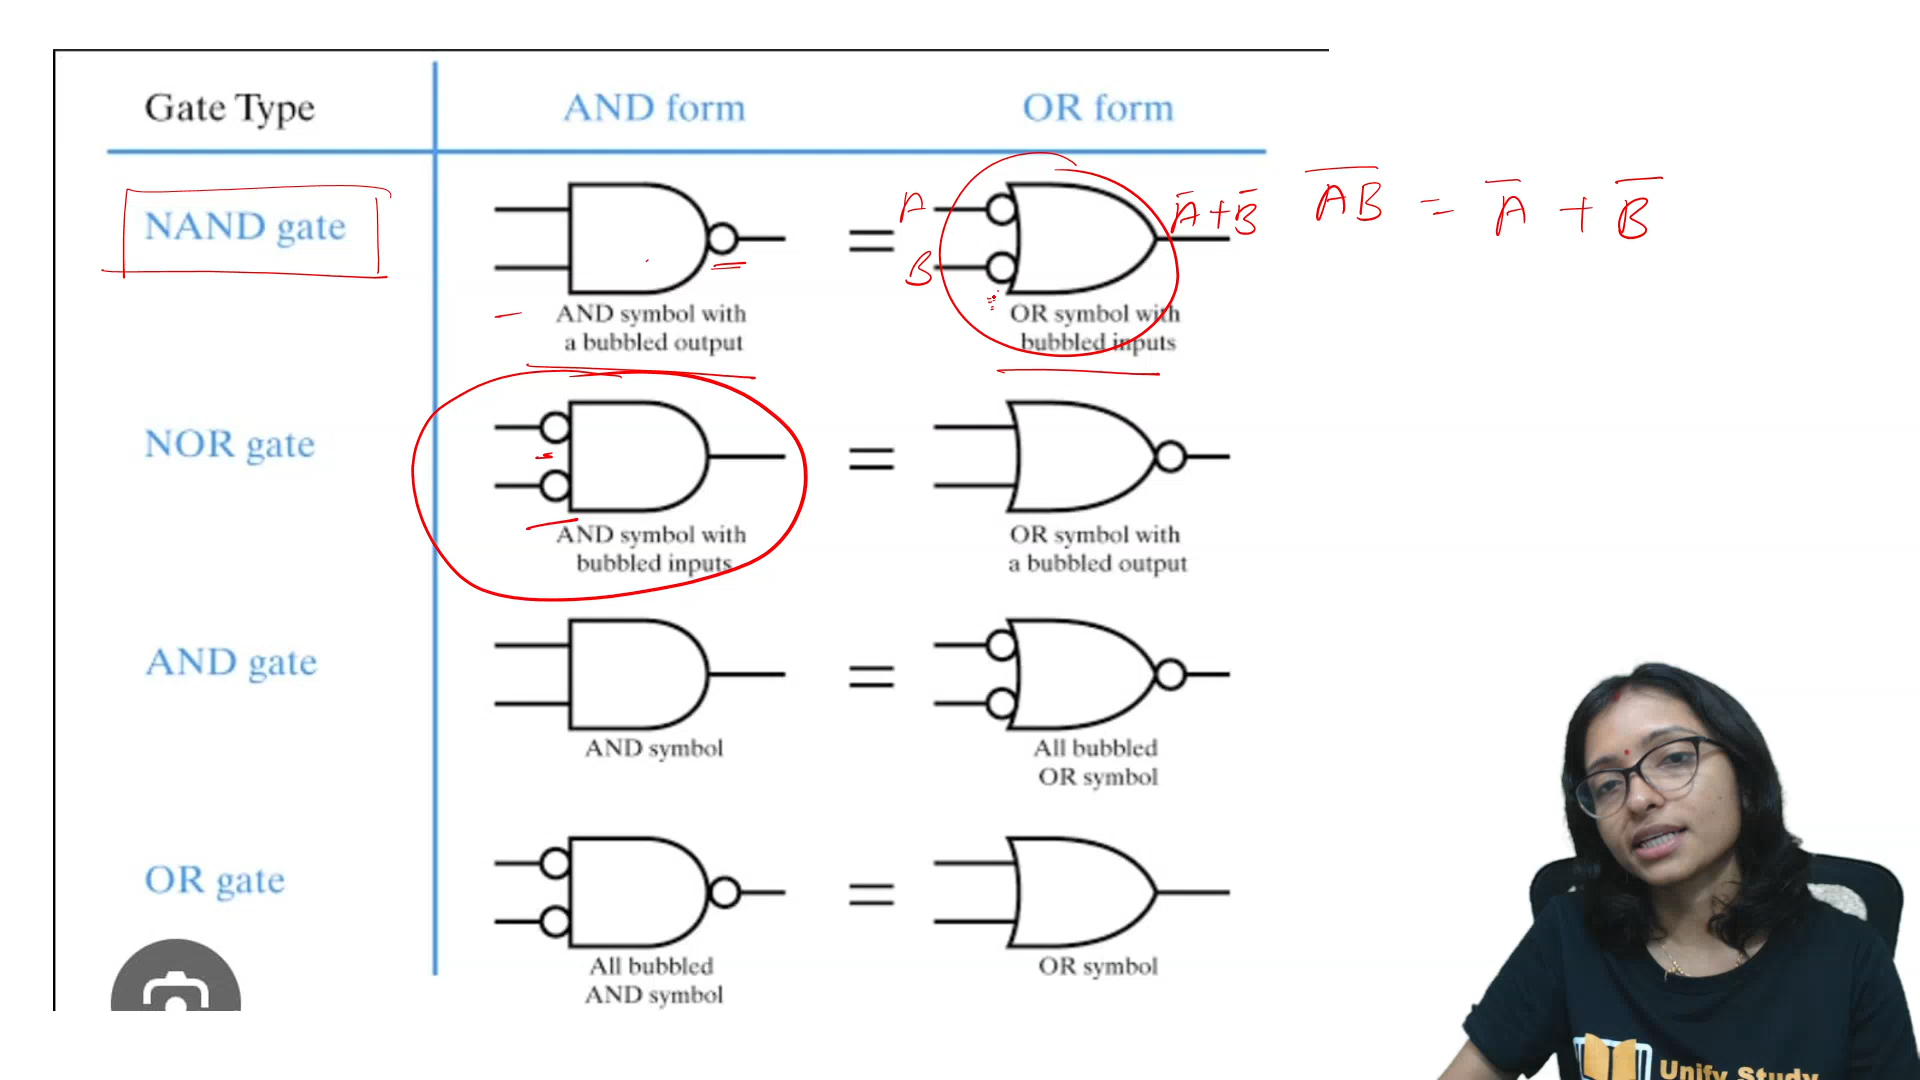 Gate Type AND form OR form
NAND gate
A
B
A̅+B̅
A̅B̅ = A̅ + B̅
AND symbol with
a bubbled output
OR symbol with
bubbled inputs
NOR gate
AND symbol with
bubbled inputs
OR symbol with
a bubbled output
AND gate
AND symbol
All bubbled
OR symbol
OR gate
All bubbled
AND symbol
OR symbol
Unify Study